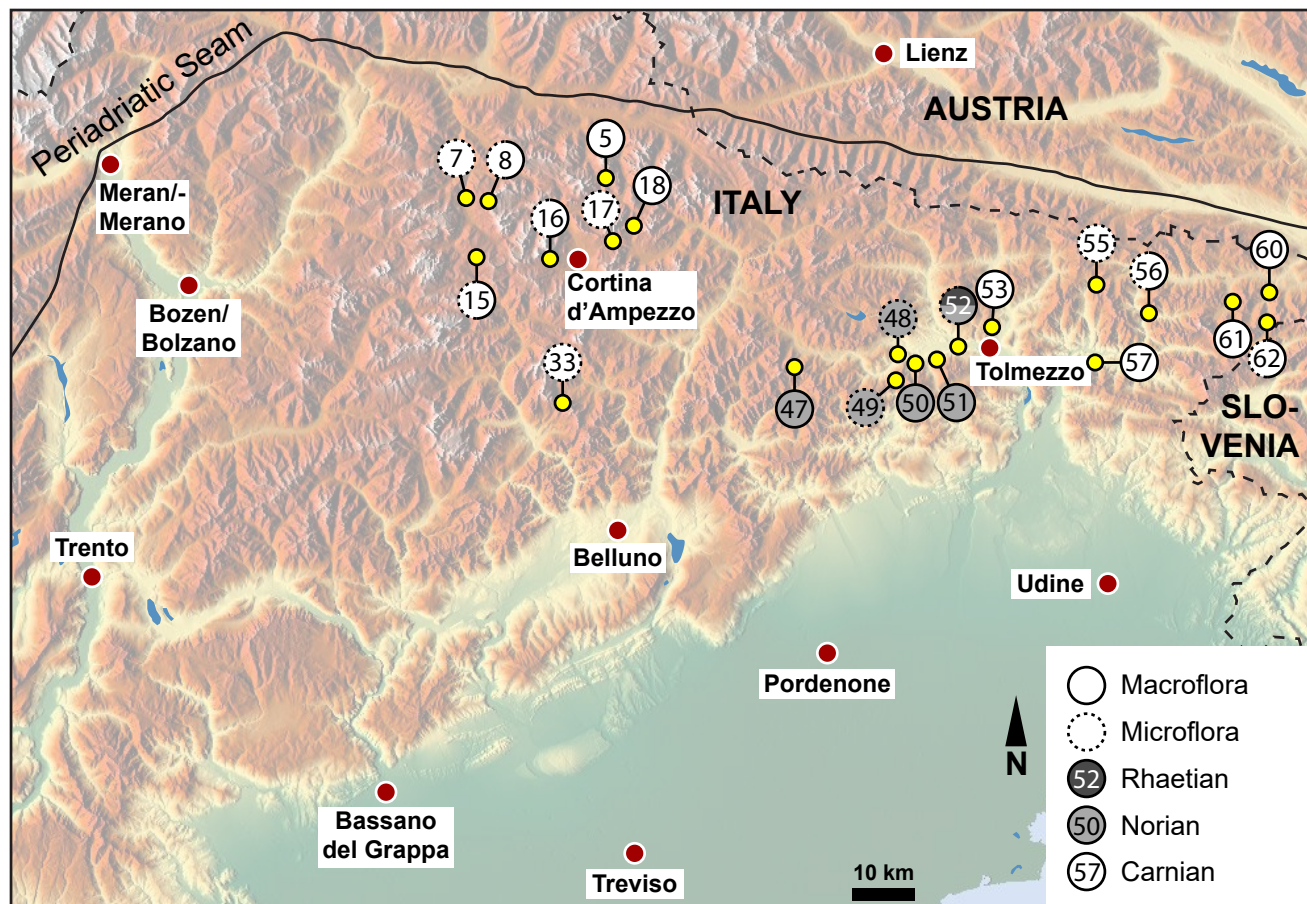 Periadriatic Seam
Lienz
AUSTRIA
Meran/-
Merano
7
8
5
18
17
16
ITALY
15
Cortina
d’Ampezzo
Bozen/
Bolzano
33
55
56
60
53
52
48
61
62
57
Tolmezzo
47
49
50
51
SLO-
VENIA
Trento
Belluno
Udine
Pordenone
Bassano
del Grappa
Treviso
10 km
N
Macroflora
Microflora
52 Rhaetian
50 Norian
57 Carnian